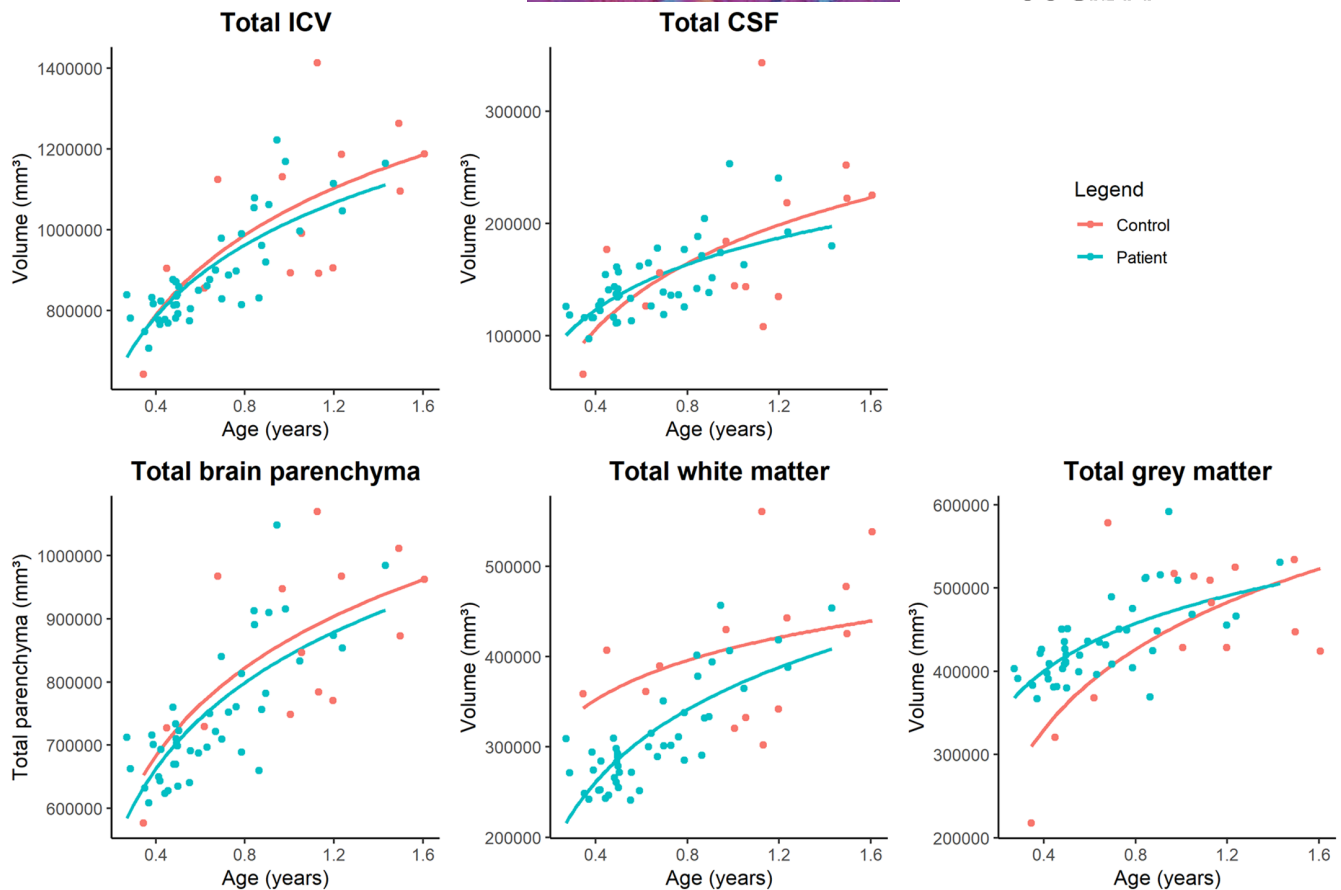 Total ICV
Volume (mm³)
1400000
1200000
1000000
800000
0.4 0.8 1.2 1.6
Age (years)
Total CSF
Volume (mm³)
300000
200000
100000
0.4 0.8 1.2 1.6
Age (years)
Legend
Control
Patient
Total brain parenchyma
Total parenchyma (mm³)
1000000
900000
800000
700000
600000
0.4 0.8 1.2 1.6
Age (years)
Total white matter
Volume (mm³)
500000
400000
300000
200000
0.4 0.8 1.2 1.6
Age (years)
Total grey matter
Volume (mm³)
600000
500000
400000
300000
200000
0.4 0.8 1.2 1.6
Age (years)